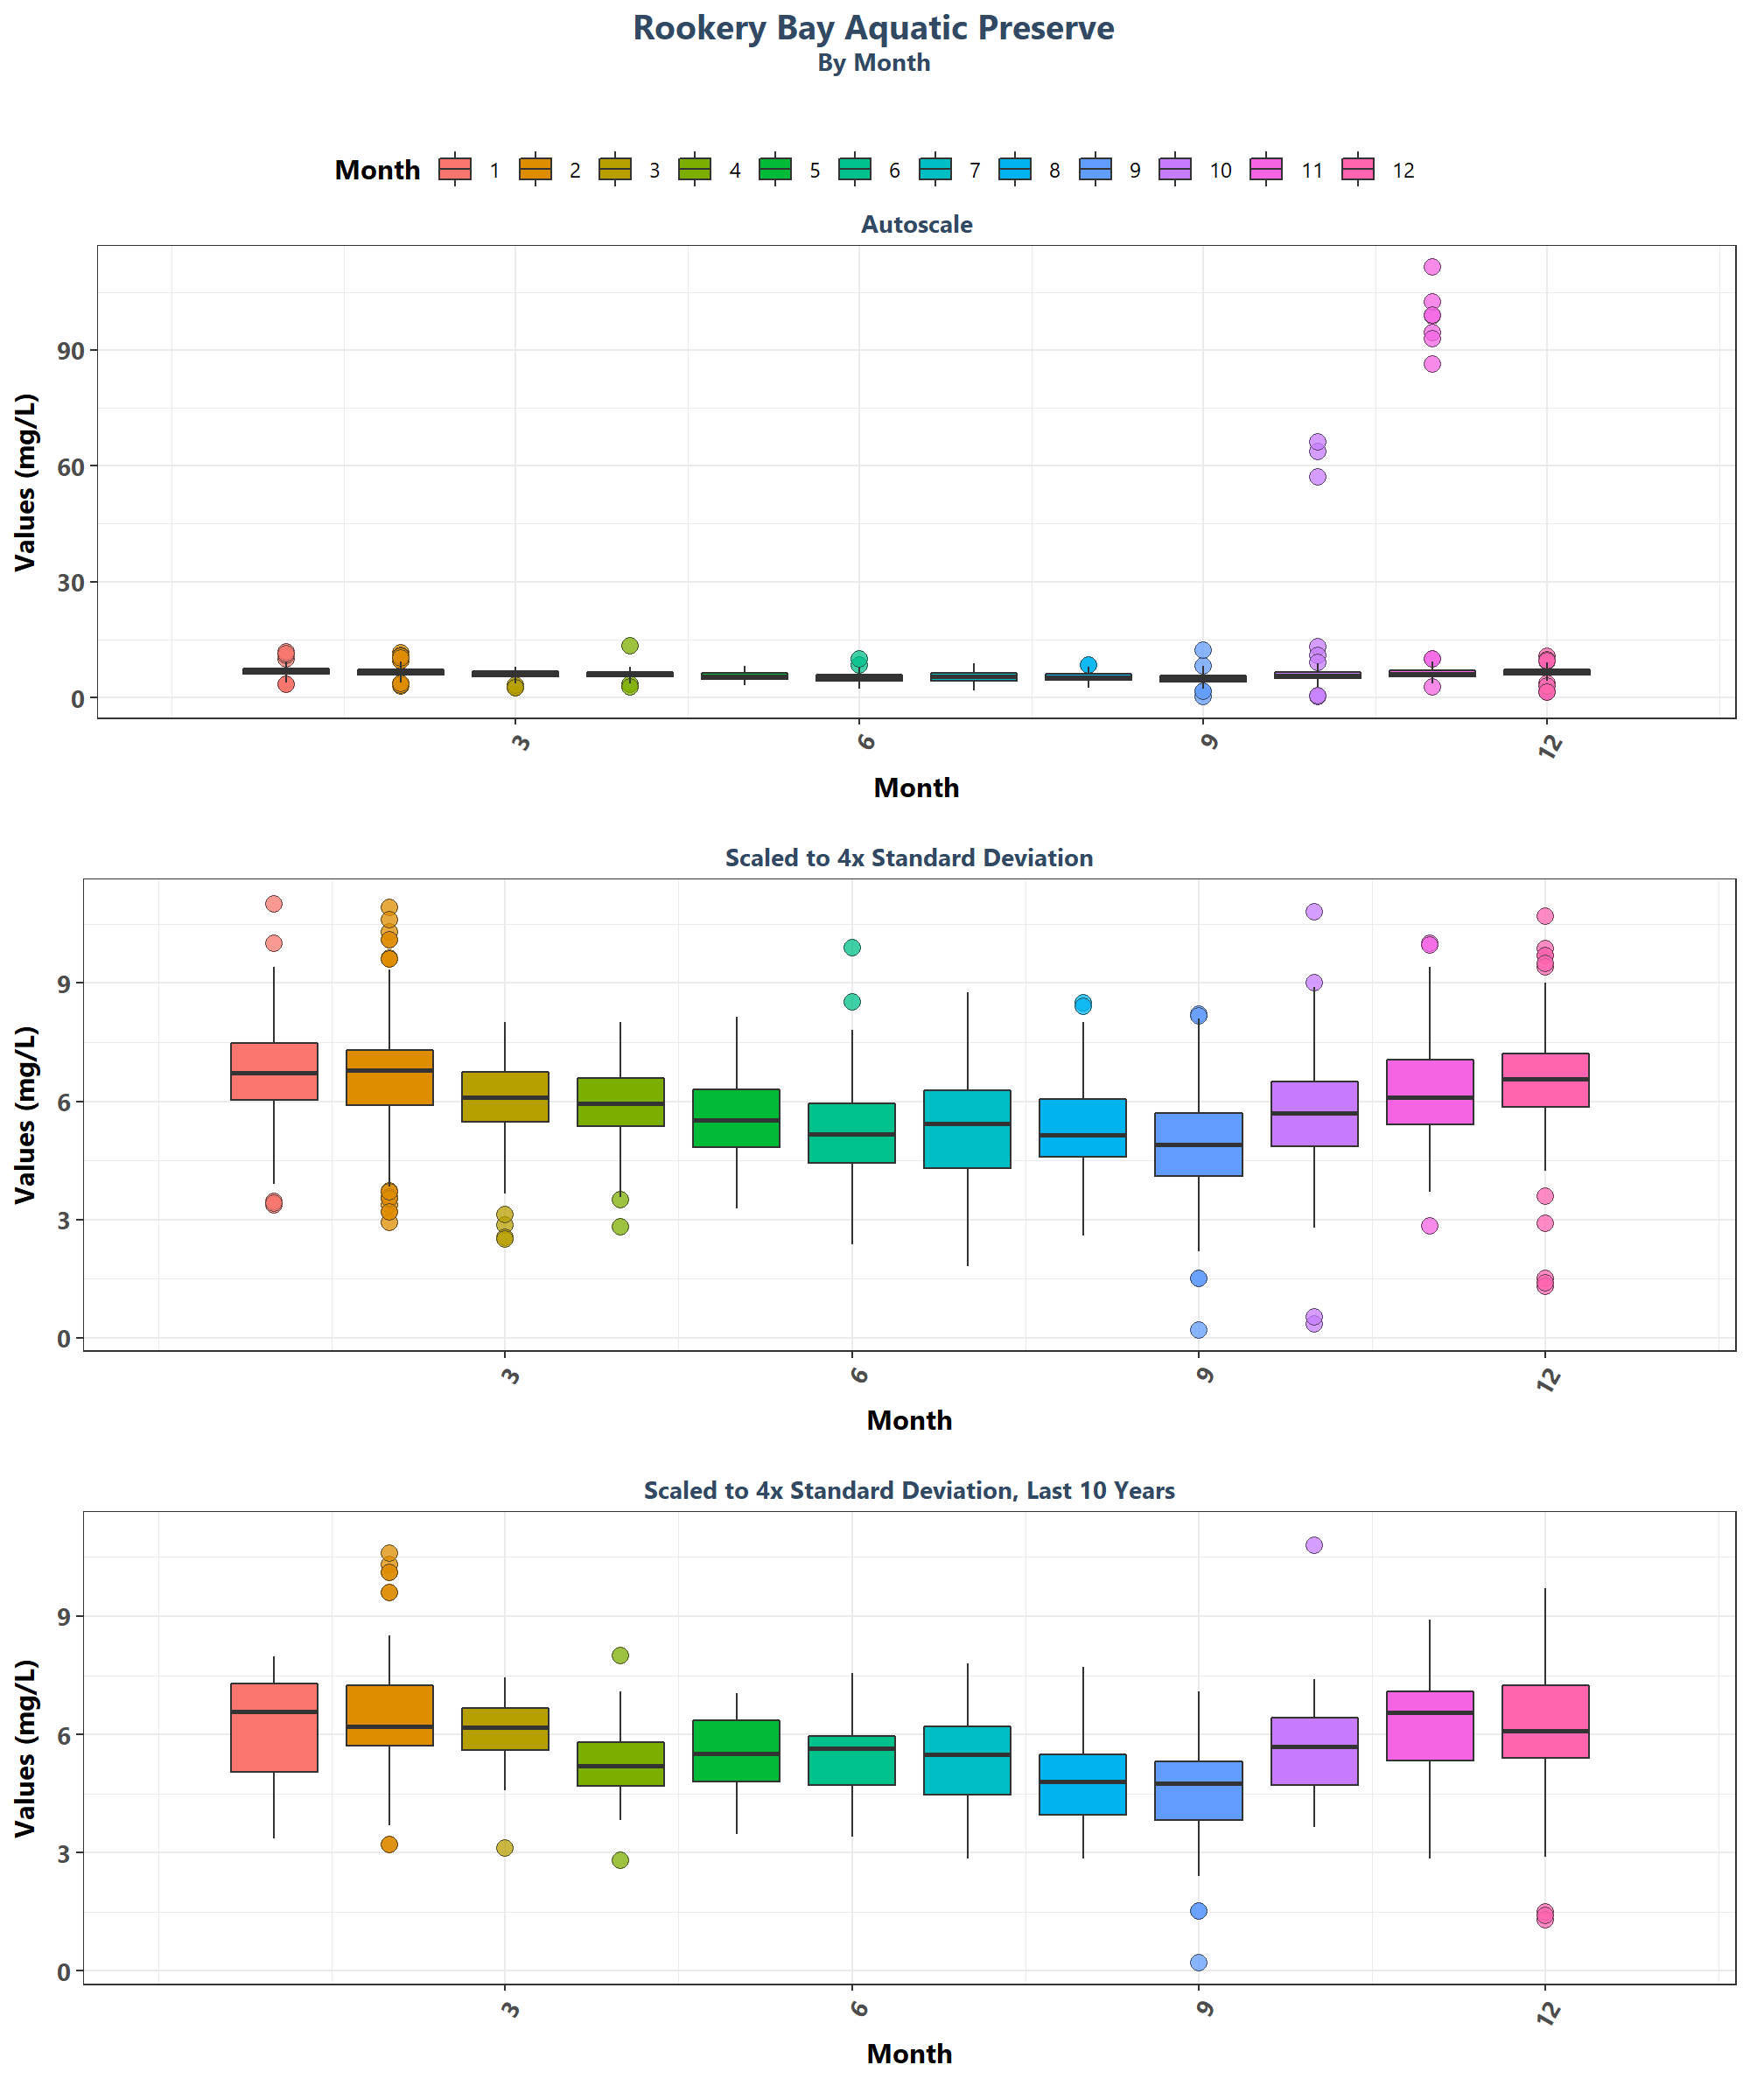 Rookery Bay Aquatic Preserve
By Month
Month 1 2 3 4 5 6 7 8 9 10 11 12
Autoscale
Values (mg/L)
90
60
30
0
3 6 9 12
Month
Scaled to 4x Standard Deviation
Values (mg/L)
9
6
3
0
3 6 9 12
Month
Scaled to 4x Standard Deviation, Last 10 Years
Values (mg/L)
9
6
3
0
3 6 9 12
Month